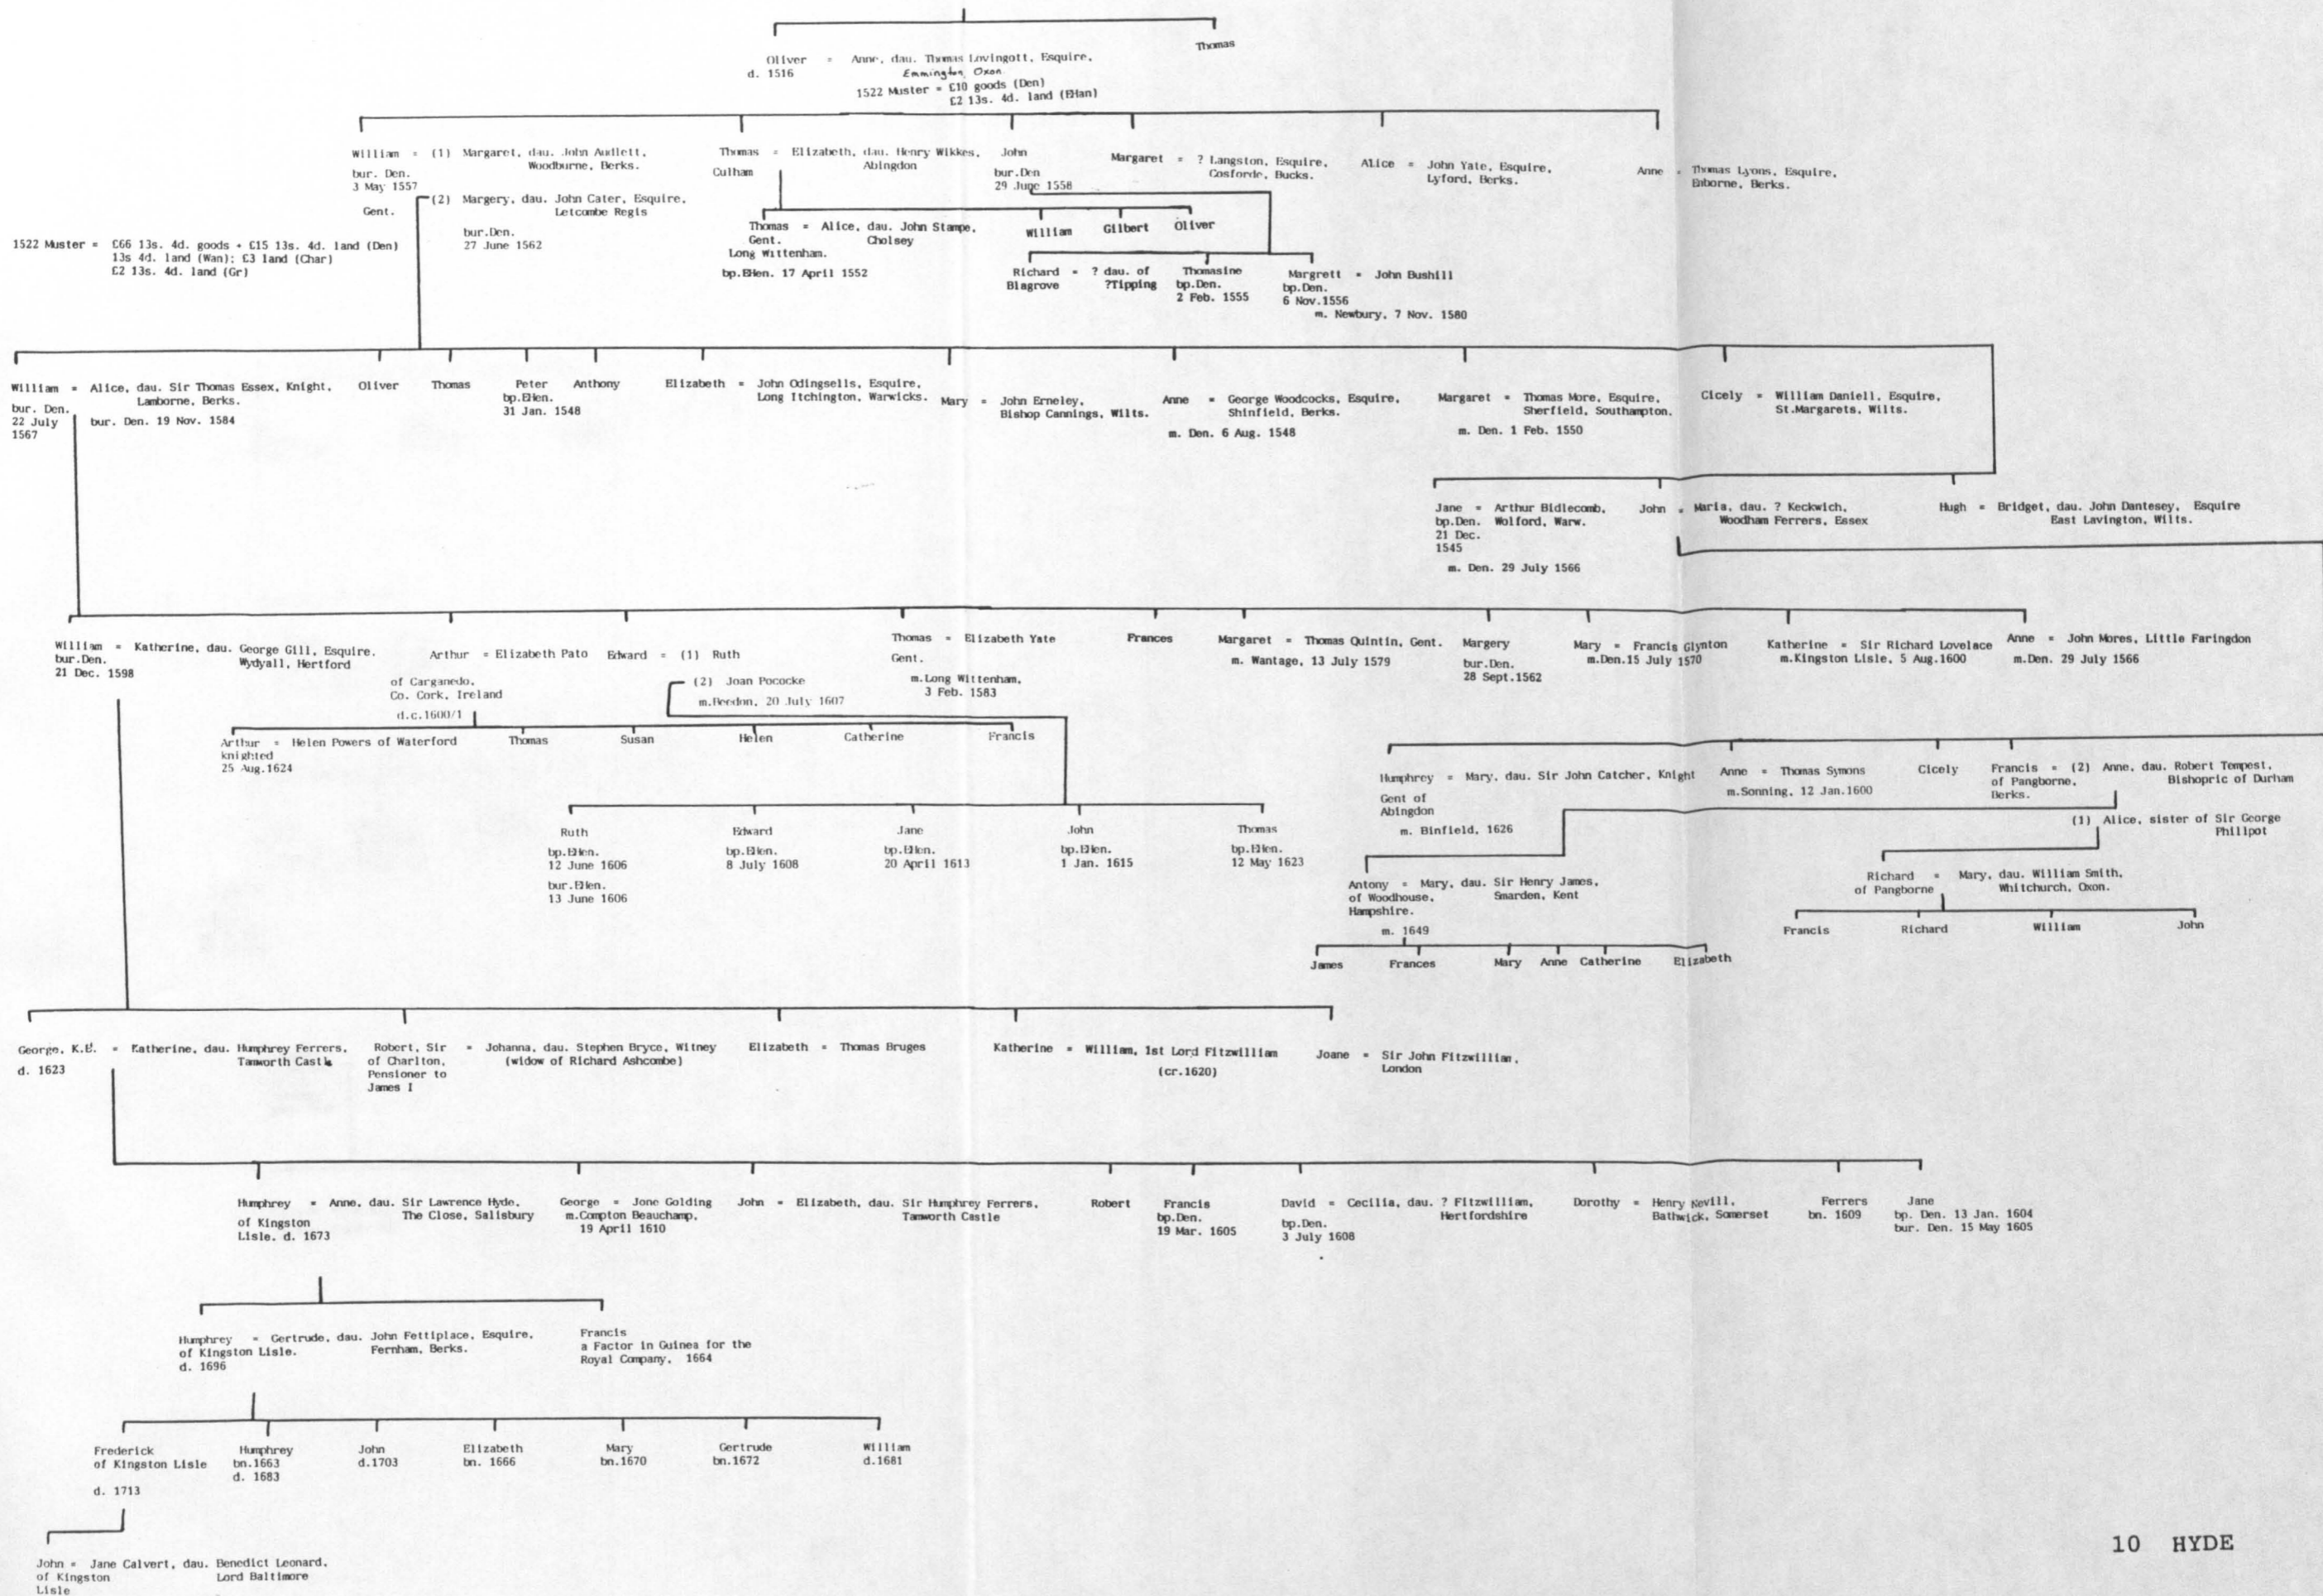 Thomas
Oliver = Anne, dau. Thomas Lovingott, Esquire,
d. 1516 Emmington, Oxon.
1522 Muster = £10 goods (Den)
£2 13s. 4d. land (EHan)
William = (1) Margaret, dau. John Audlett,
Woodburne, Berks.
bur. Den.
3 May 1557
(2) Margery, dau. John Cater, Esquire,
Letcombe Regis
Gent.
bur.Den.
27 June 1562
1522 Muster = £66 13s. 4d. goods + £15 13s. 4d. land (Den)
13s 4d. land (Wan); £3 land (Char)
£2 13s. 4d. land (Gr)
Thomas = Elizabeth, dau. Henry Wikkes,
Culham Abingdon
John
bur.Den
29 June 1558
Margaret = ? Langston, Esquire,
Gosforde, Bucks.
Alice = John Yate, Esquire,
Lyford, Berks.
Anne = Thomas Lyons, Esquire,
Enborne, Berks.
Thomas = Alice, dau. John Stampe,
Gent. Cholsey
Long Wittenham.
bp.EHen. 17 April 1552
William
Gilbert
Oliver
Richard = ? dau. of
Blagrove ?Tipping
Thomasine
bp.Den.
2 Feb. 1555
Margrett = John Bushill
bp.Den.
6 Nov.1556
m. Newbury, 7 Nov. 1580
William = Alice, dau. Sir Thomas Essex, Knight,
Lamborne, Berks.
bur. Den.
22 July
1567
bur. Den. 19 Nov. 1584
Oliver
Thomas
Peter
bp.EHen.
31 Jan. 1548
Anthony
Elizabeth = John Odingsells, Esquire,
Long Itchington, Warwicks.
Mary = John Erneley,
Bishop Cannings, Wilts.
Anne = George Woodcocks, Esquire,
Shinfield, Berks.
m. Den. 6 Aug. 1548
Margaret = Thomas More, Esquire,
Sherfield, Southampton.
m. Den. 1 Feb. 1550
Cicely = William Daniell, Esquire,
St.Margarets, Wilts.
Jane = Arthur Bidlecomb,
bp.Den. Wolford, Warw.
21 Dec.
1545
m. Den. 29 July 1566
John = Maria, dau. ? Keckwich,
Woodham Ferrers, Essex
Hugh = Bridget, dau. John Dantesey, Esquire
East Lavington, Wilts.
William = Katherine, dau. George Gill, Esquire.
bur.Den. Wydyall, Hertford
21 Dec. 1598
Arthur = Elizabeth Pato
of Carganedo,
Co. Cork, Ireland
d.c.1600/1
Edward = (1) Ruth
(2) Joan Pococke
m.Beedon, 20 July 1607
Thomas = Elizabeth Yate
Gent.
m.Long Wittenham,
3 Feb. 1583
Frances
Margaret = Thomas Quintin, Gent.
m. Wantage, 13 July 1579
Margery
bur.Den.
28 Sept.1562
Mary = Francis Glynton
m.Den.15 July 1570
Katherine = Sir Richard Lovelace
m.Kingston Lisle, 5 Aug.1600
Anne = John Mores, Little Faringdon
m.Den. 29 July 1566
Arthur = Helen Powers of Waterford
knighted
25 Aug.1624
Thomas
Susan
Helen
Catherine
Francis
Humphrey = Mary, dau. Sir John Catcher, Knight
Gent of
Abingdon
m. Binfield, 1626
Anne = Thomas Symons
m.Sonning, 12 Jan.1600
Cicely
Francis = (2) Anne, dau. Robert Tempest,
of Pangborne, Bishopric of Durham
Berks.
(1) Alice, sister of Sir George
Phillpot
Ruth
bp.EHen.
12 June 1606
bur.EHen.
13 June 1606
Edward
bp.EHen.
8 July 1608
Jane
bp.EHen.
20 April 1613
John
bp.EHen.
1 Jan. 1615
Thomas
bp.EHen.
12 May 1623
Antony = Mary, dau. Sir Henry James,
of Woodhouse, Smarden, Kent
Hampshire.
m. 1649
Richard = Mary, dau. William Smith,
of Pangborne Whitchurch, Oxon.
Francis
Richard
William
John
James
Frances
Mary
Anne
Catherine
Elizabeth
George, K.B. = Katherine, dau. Humphrey Ferrers,
d. 1623 Tamworth Castle
Robert, Sir = Johanna, dau. Stephen Bryce, Witney
of Charlton, (widow of Richard Ashcombe)
Pensioner to
James I
Elizabeth = Thomas Bruges
Katherine = William, 1st Lord Fitzwilliam
(cr.1620)
Joane = Sir John Fitzwillian,
London
Humphrey = Anne, dau. Sir Lawrence Hyde,
of Kingston The Close, Salisbury
Lisle. d. 1673
George = Jone Golding
m.Compton Beauchamp,
19 April 1610
John = Elizabeth, dau. Sir Humphrey Ferrers,
Tamworth Castle
Robert
Francis
bp.Den.
19 Mar. 1605
David = Cecilia, dau. ? Fitzwilliam,
bp.Den. Hertfordshire
3 July 1608
Dorothy = Henry Nevill,
Bathwick, Somerset
Ferrers
bn. 1609
Jane
bp. Den. 13 Jan. 1604
bur. Den. 15 May 1605
Humphrey = Gertrude, dau. John Fettiplace, Esquire,
of Kingston Lisle. Fernham, Berks.
d. 1696
Francis
a Factor in Guinea for the
Royal Company, 1664
Frederick
of Kingston Lisle
d. 1713
Humphrey
bn.1663
d. 1683
John
d.1703
Elizabeth
bn. 1666
Mary
bn.1670
Gertrude
bn.1672
William
d.1681
John = Jane Calvert, dau. Benedict Leonard,
of Kingston Lord Baltimore
Lisle
10 HYDE